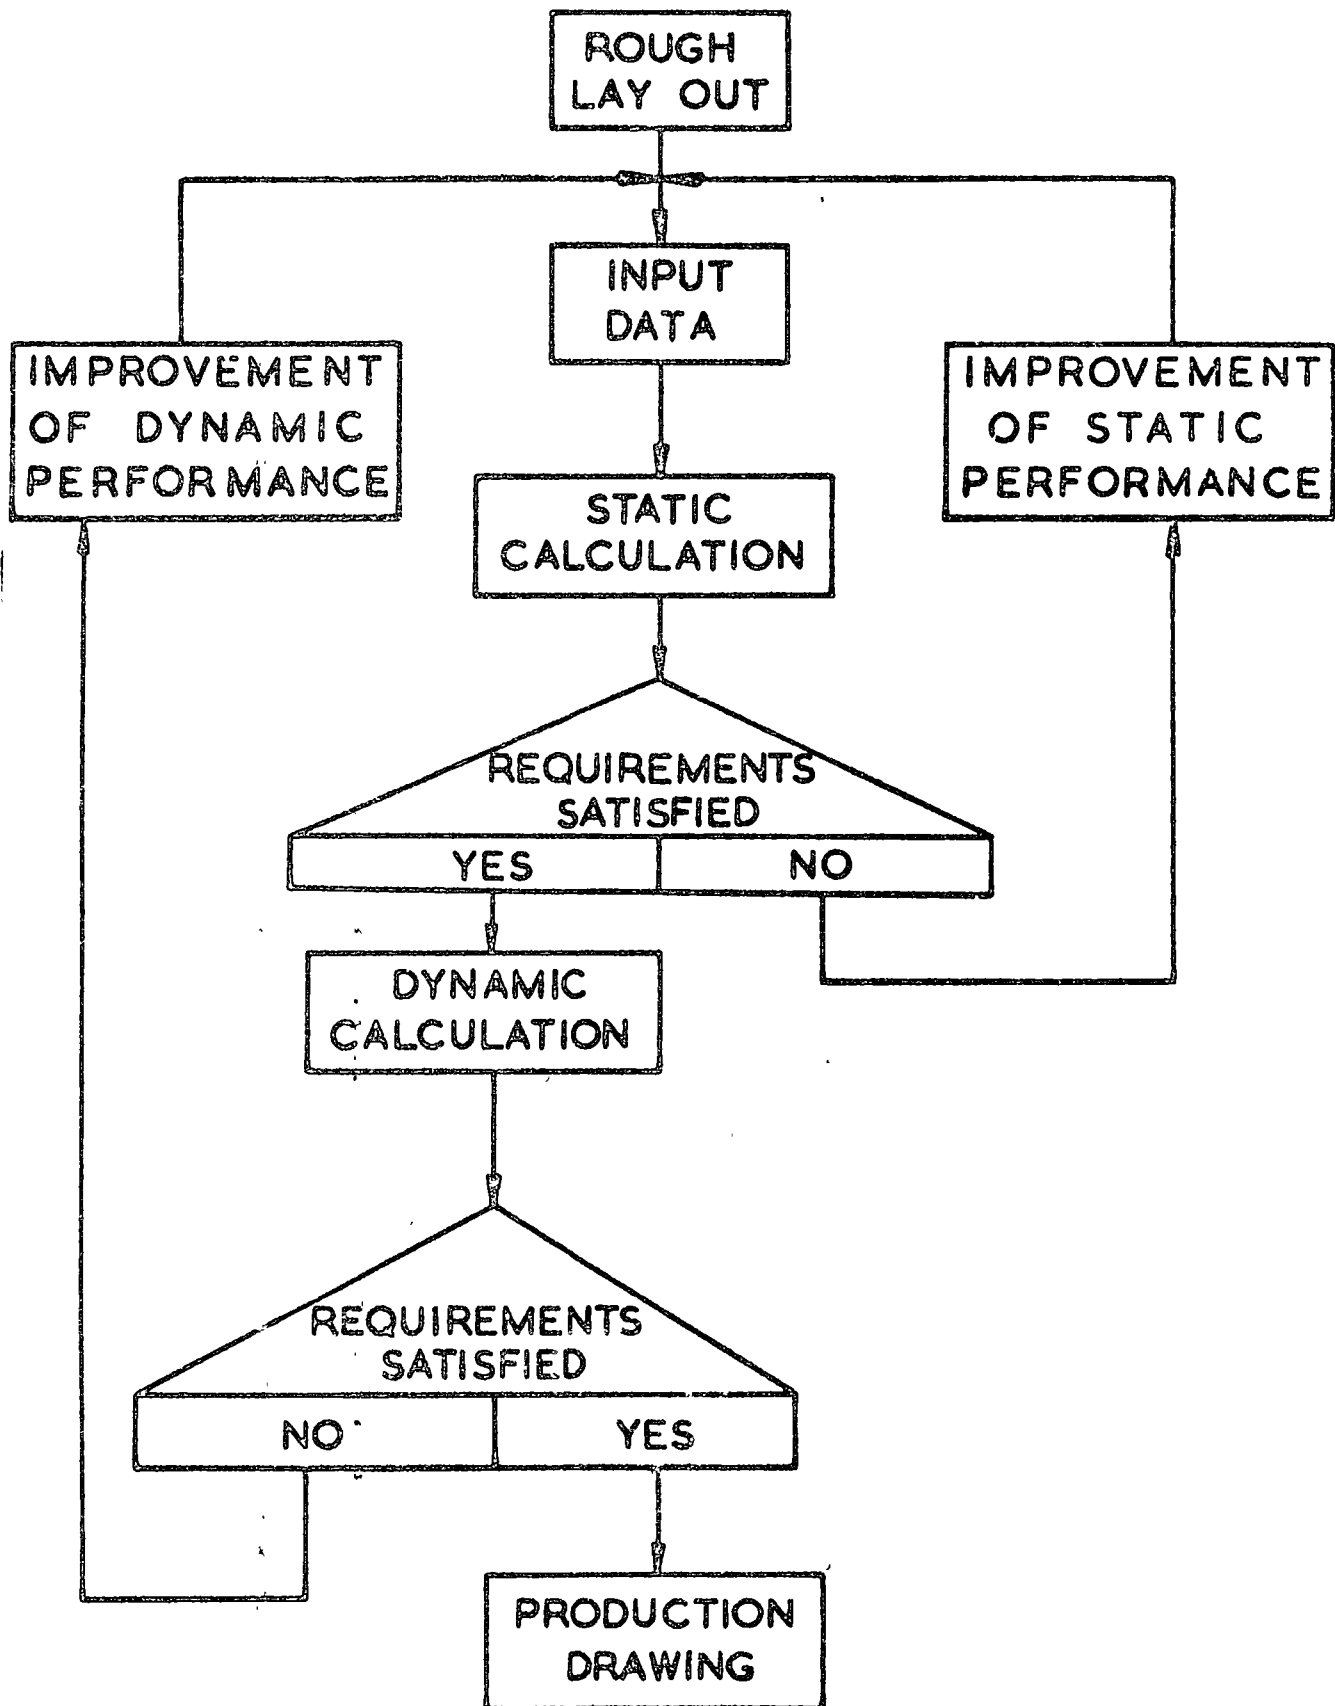 ROUGH
LAY OUT
INPUT
DATA
IMPROVEMENT
OF DYNAMIC
PERFORMANCE
IMPROVEMENT
OF STATIC
PERFORMANCE
STATIC
CALCULATION
REQUIREMENTS
SATISFIED
YES
NO
DYNAMIC
CALCULATION
REQUIREMENTS
SATISFIED
NO
YES
PRODUCTION
DRAWING